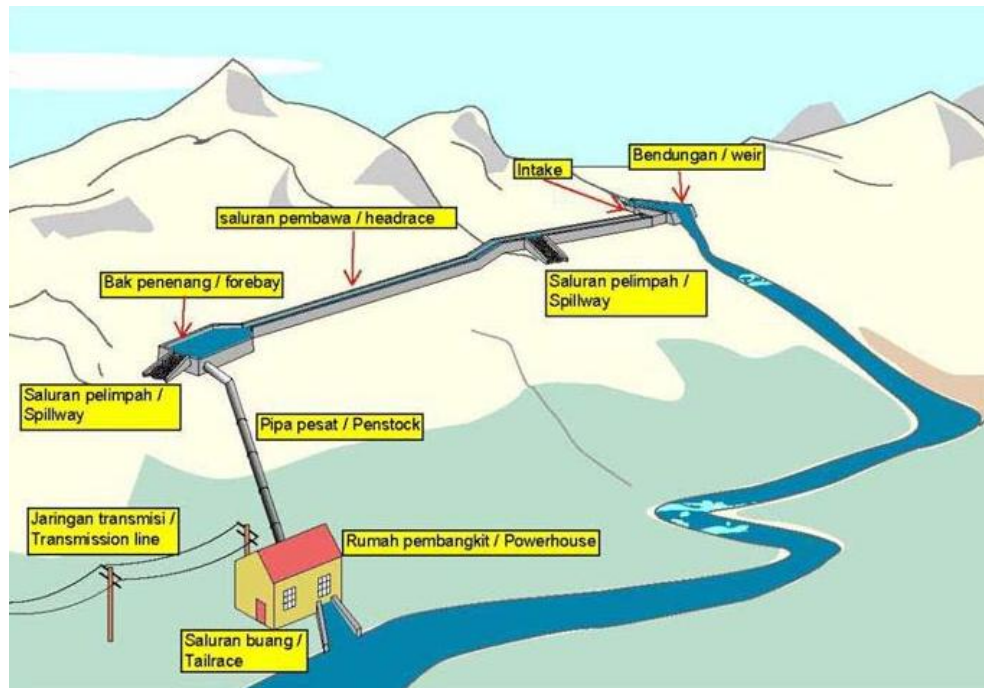 Bendungan / weir
Intake
saluran pembawa / headrace
Bak penenang / forebay
Saluran pelimpah /
Spillway
Saluran pelimpah /
Spillway
Pipa pesat / Penstock
Jaringan transmisi /
Transmission line
Rumah pembangkit / Powerhouse
Saluran buang /
Tailrace